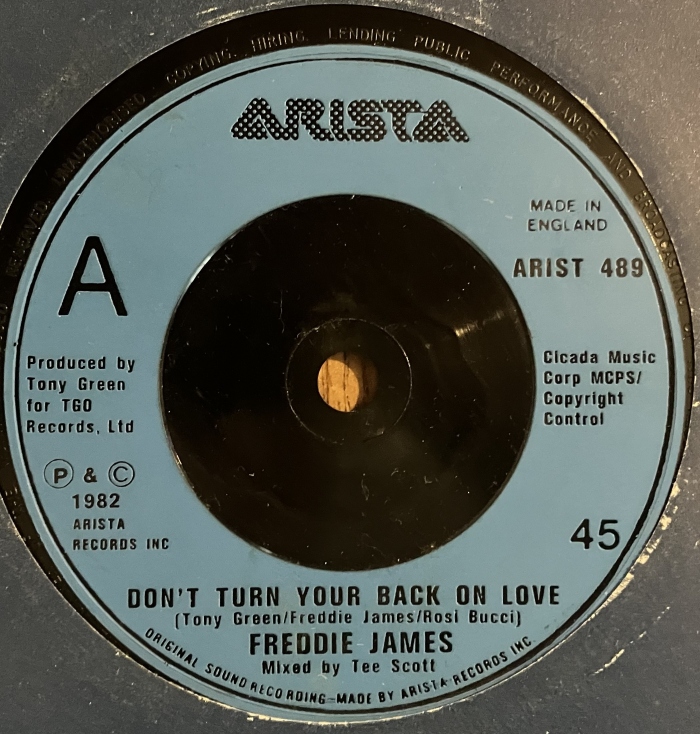 RESERVED. UNAUTHORISED COPYING. HIRING. LENDING PUBLIC PERFORMANCE AND BROADCASTING
ARISTA
MADE IN
ENGLAND
ARIST 489
A
Produced by
Tony Green
for TGO
Records, Ltd
Cicada Music
Corp MCPS/
Copyright
Control
Ⓟ & ©
1982
ARISTA
RECORDS INC
45
DON'T TURN YOUR BACK ON LOVE
(Tony Green/Freddie James/Rosi Bucci)
FREDDIE JAMES
Mixed by Tee Scott
ORIGINAL SOUND RECORDING-MADE BY ARISTA RECORDS INC.